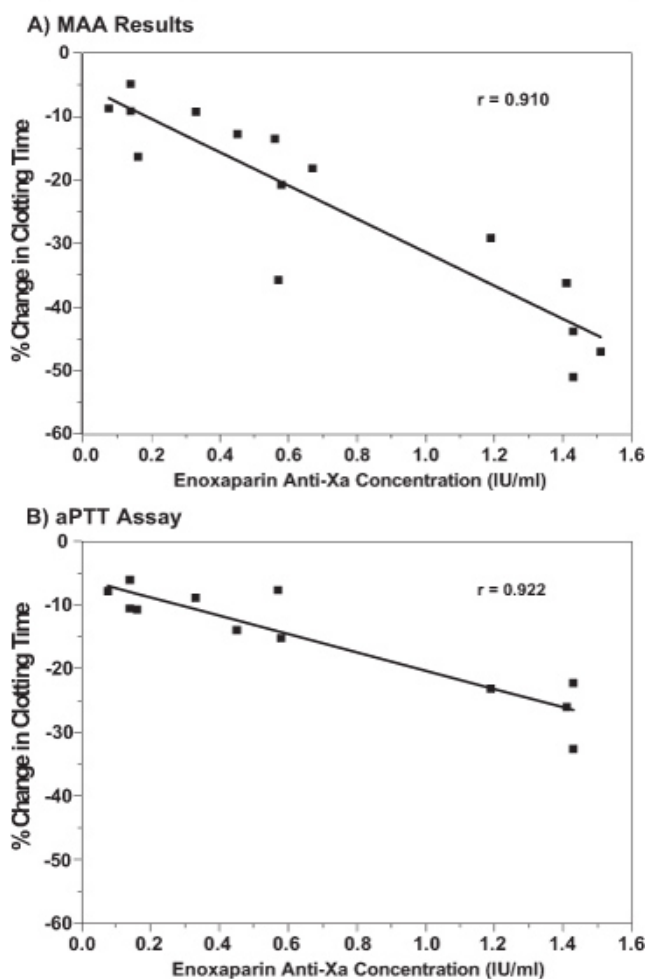 A) MAA Results
0
-10
-20
-30
-40
-50
-60
% Change in Clotting Time
r = 0.910
0.0 0.2 0.4 0.6 0.8 1.0 1.2 1.4 1.6
Enoxaparin Anti-Xa Concentration (IU/ml)
B) aPTT Assay
0
-10
-20
-30
-40
-50
-60
% Change in Clotting Time
r = 0.922
0.0 0.2 0.4 0.6 0.8 1.0 1.2 1.4 1.6
Enoxaparin Anti-Xa Concentration (IU/ml)